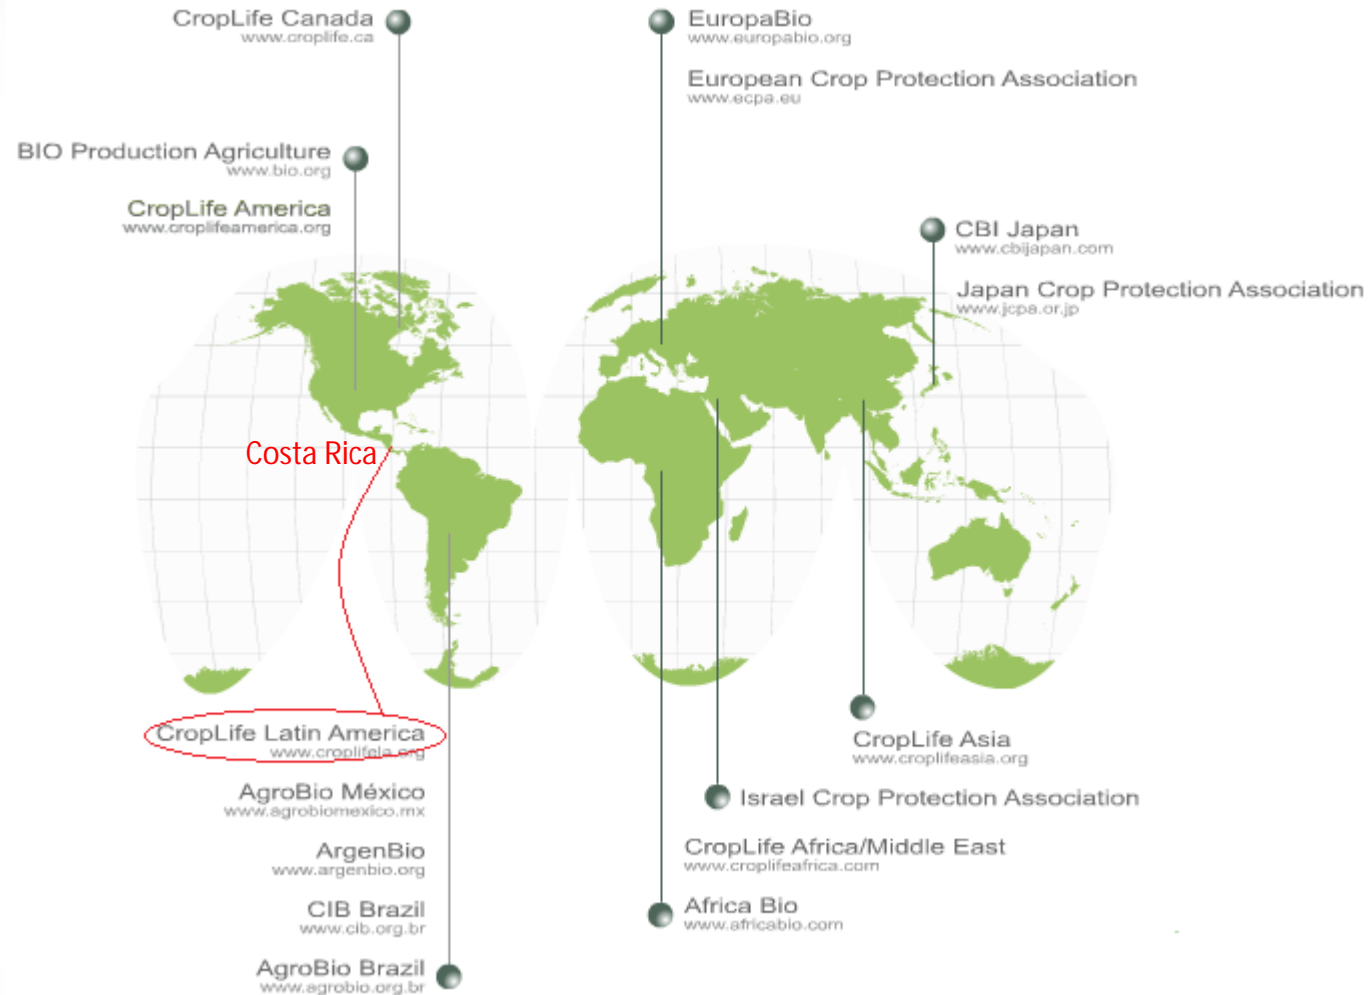 CropLife Canada
www.croplife.ca
EuropaBio
www.europabio.org
European Crop Protection Association
www.ecpa.eu
BIO Production Agriculture
www.bio.org
CropLife America
www.croplifeamerica.org
CBI Japan
www.cbijapan.com
Japan Crop Protection Association
www.jcpa.or.jp
Costa Rica
CropLife Latin America
www.croplifela.org
AgroBio México
www.agrobiomexico.mx
ArgenBio
www.argenbio.org
CIB Brazil
www.cib.org.br
AgroBio Brazil
www.agrobio.org.br
CropLife Asia
www.croplifeasia.org
Israel Crop Protection Association
CropLife Africa/Middle East
www.croplifeafrica.com
Africa Bio
www.africabio.com